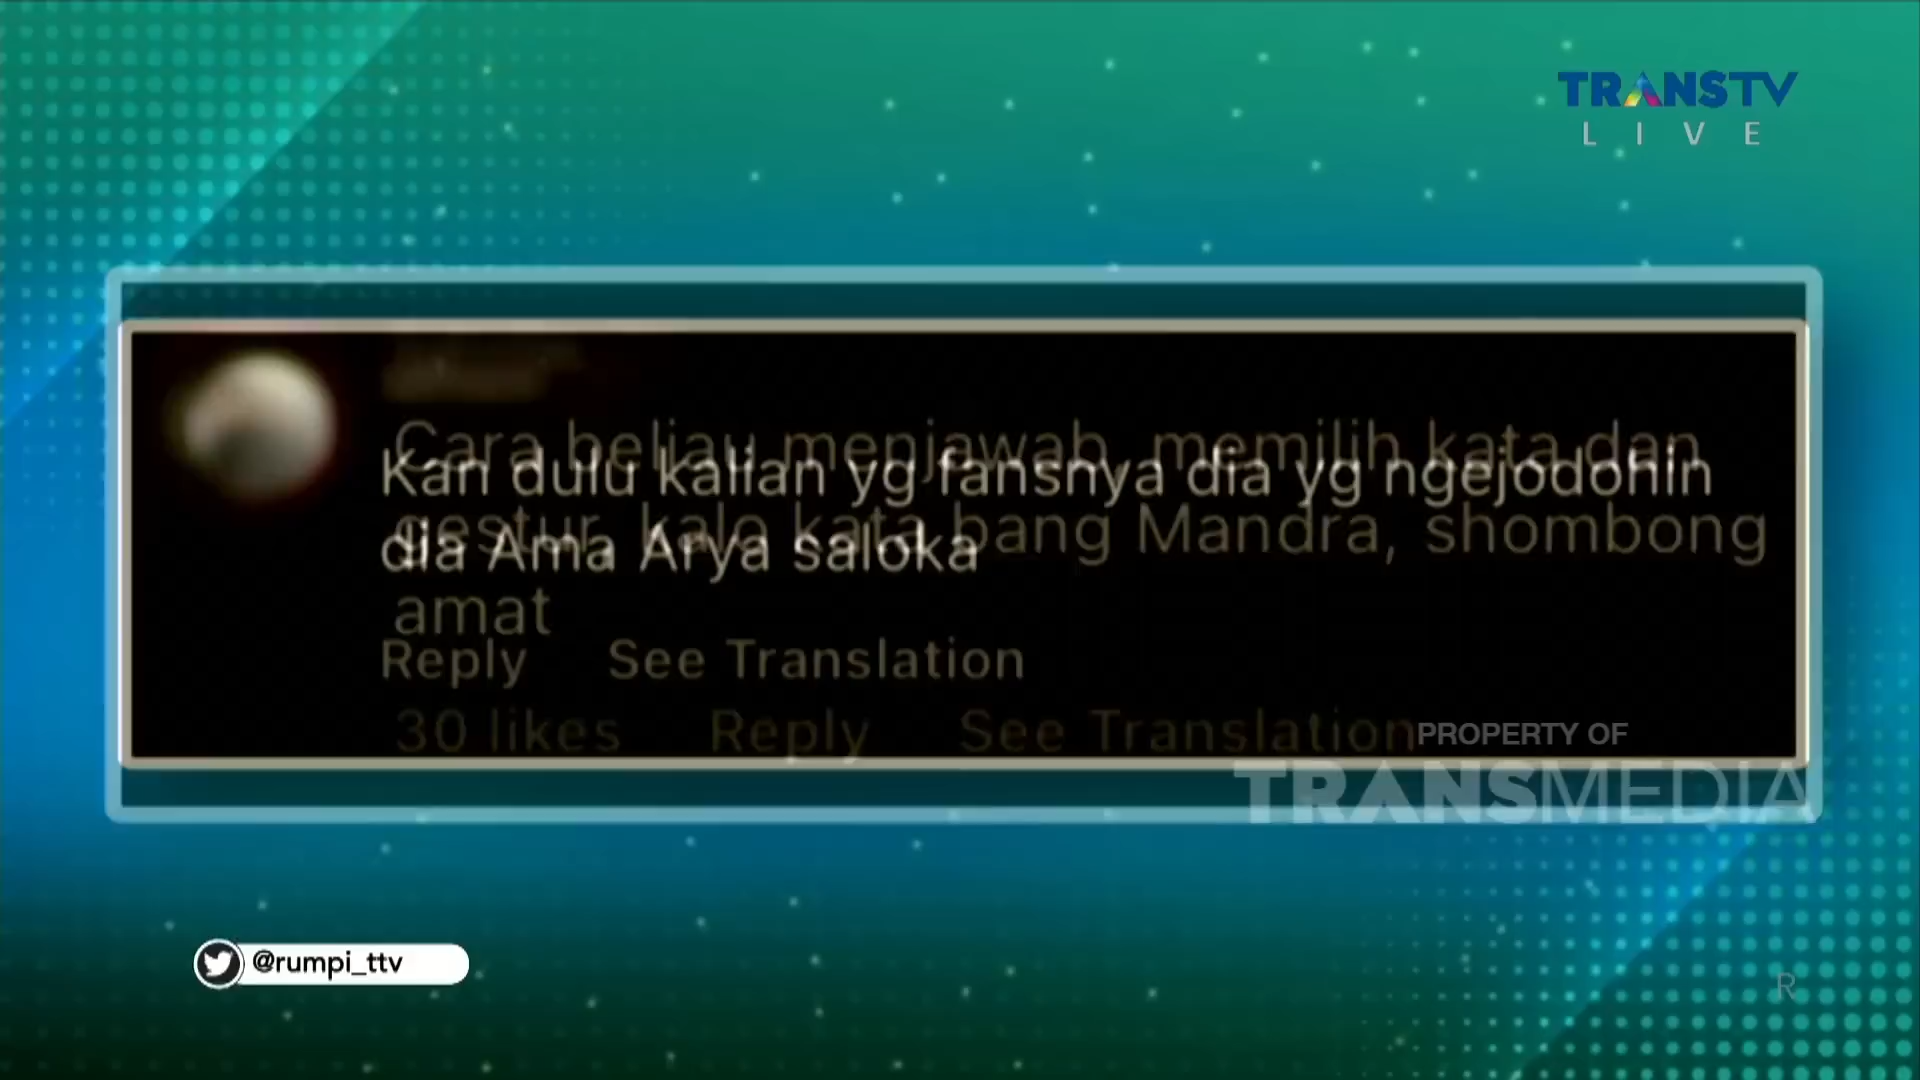 TRANSTV
LIVE
Cara beliau menjawab, memilih kata dan
gestur, kalo kata bang Mandra, shombong
amat
30 likes Reply See Translation
Kan dulu kalian yg fansnya dia yg ngejodohin
dia Ama Arya saloka
Reply See Translation
PROPERTY OF
TRANSMEDIA
@rumpi_ttv
R